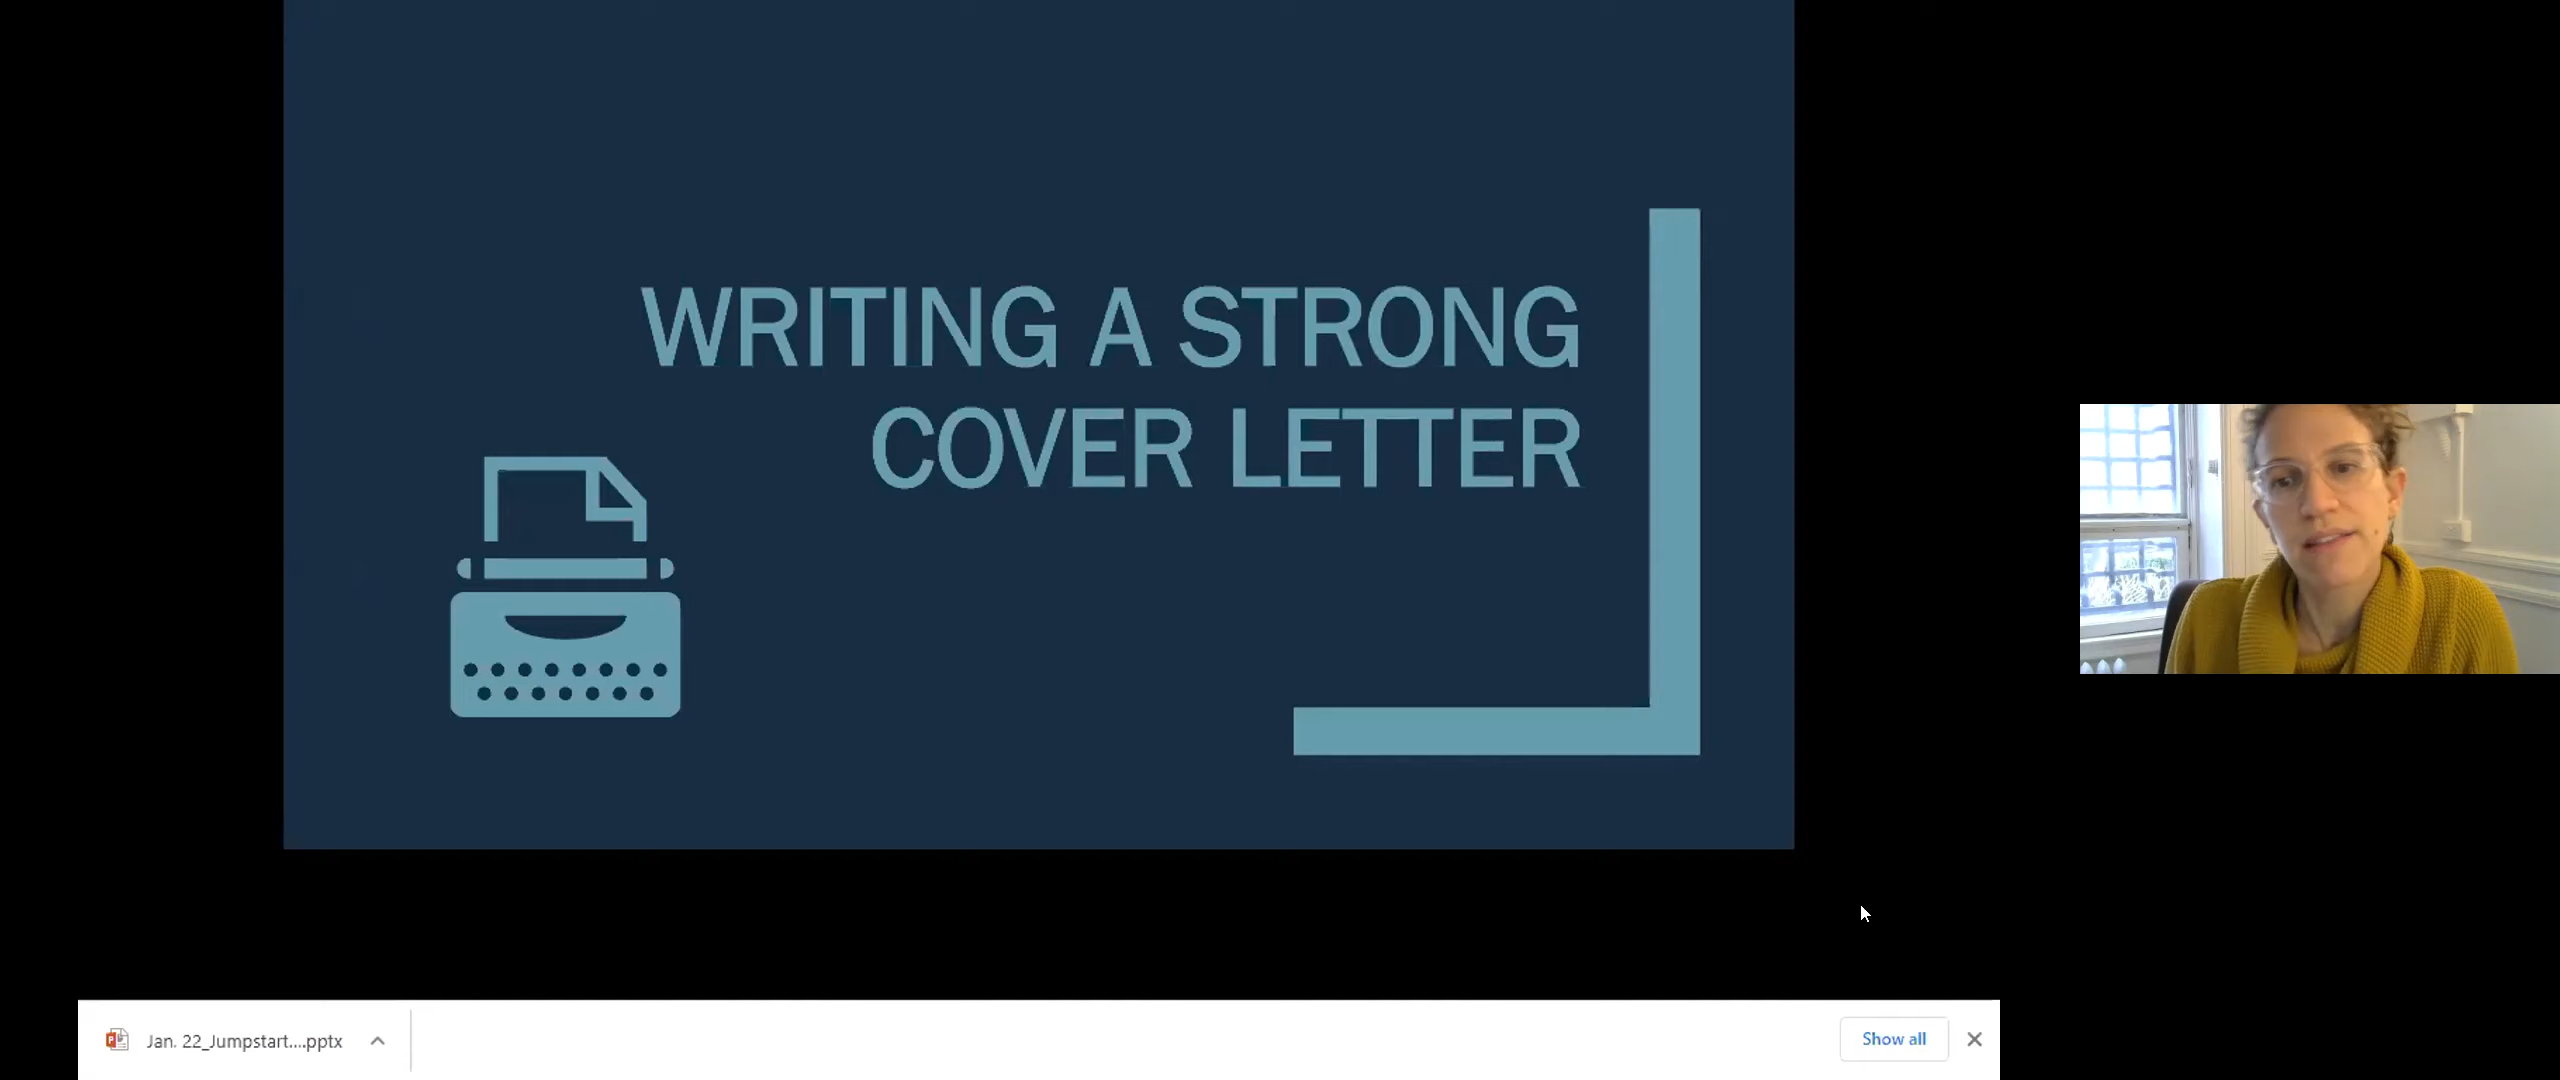 WRITING A STRONG
COVER LETTER
Jan. 22_Jumpstart....pptx
Show all